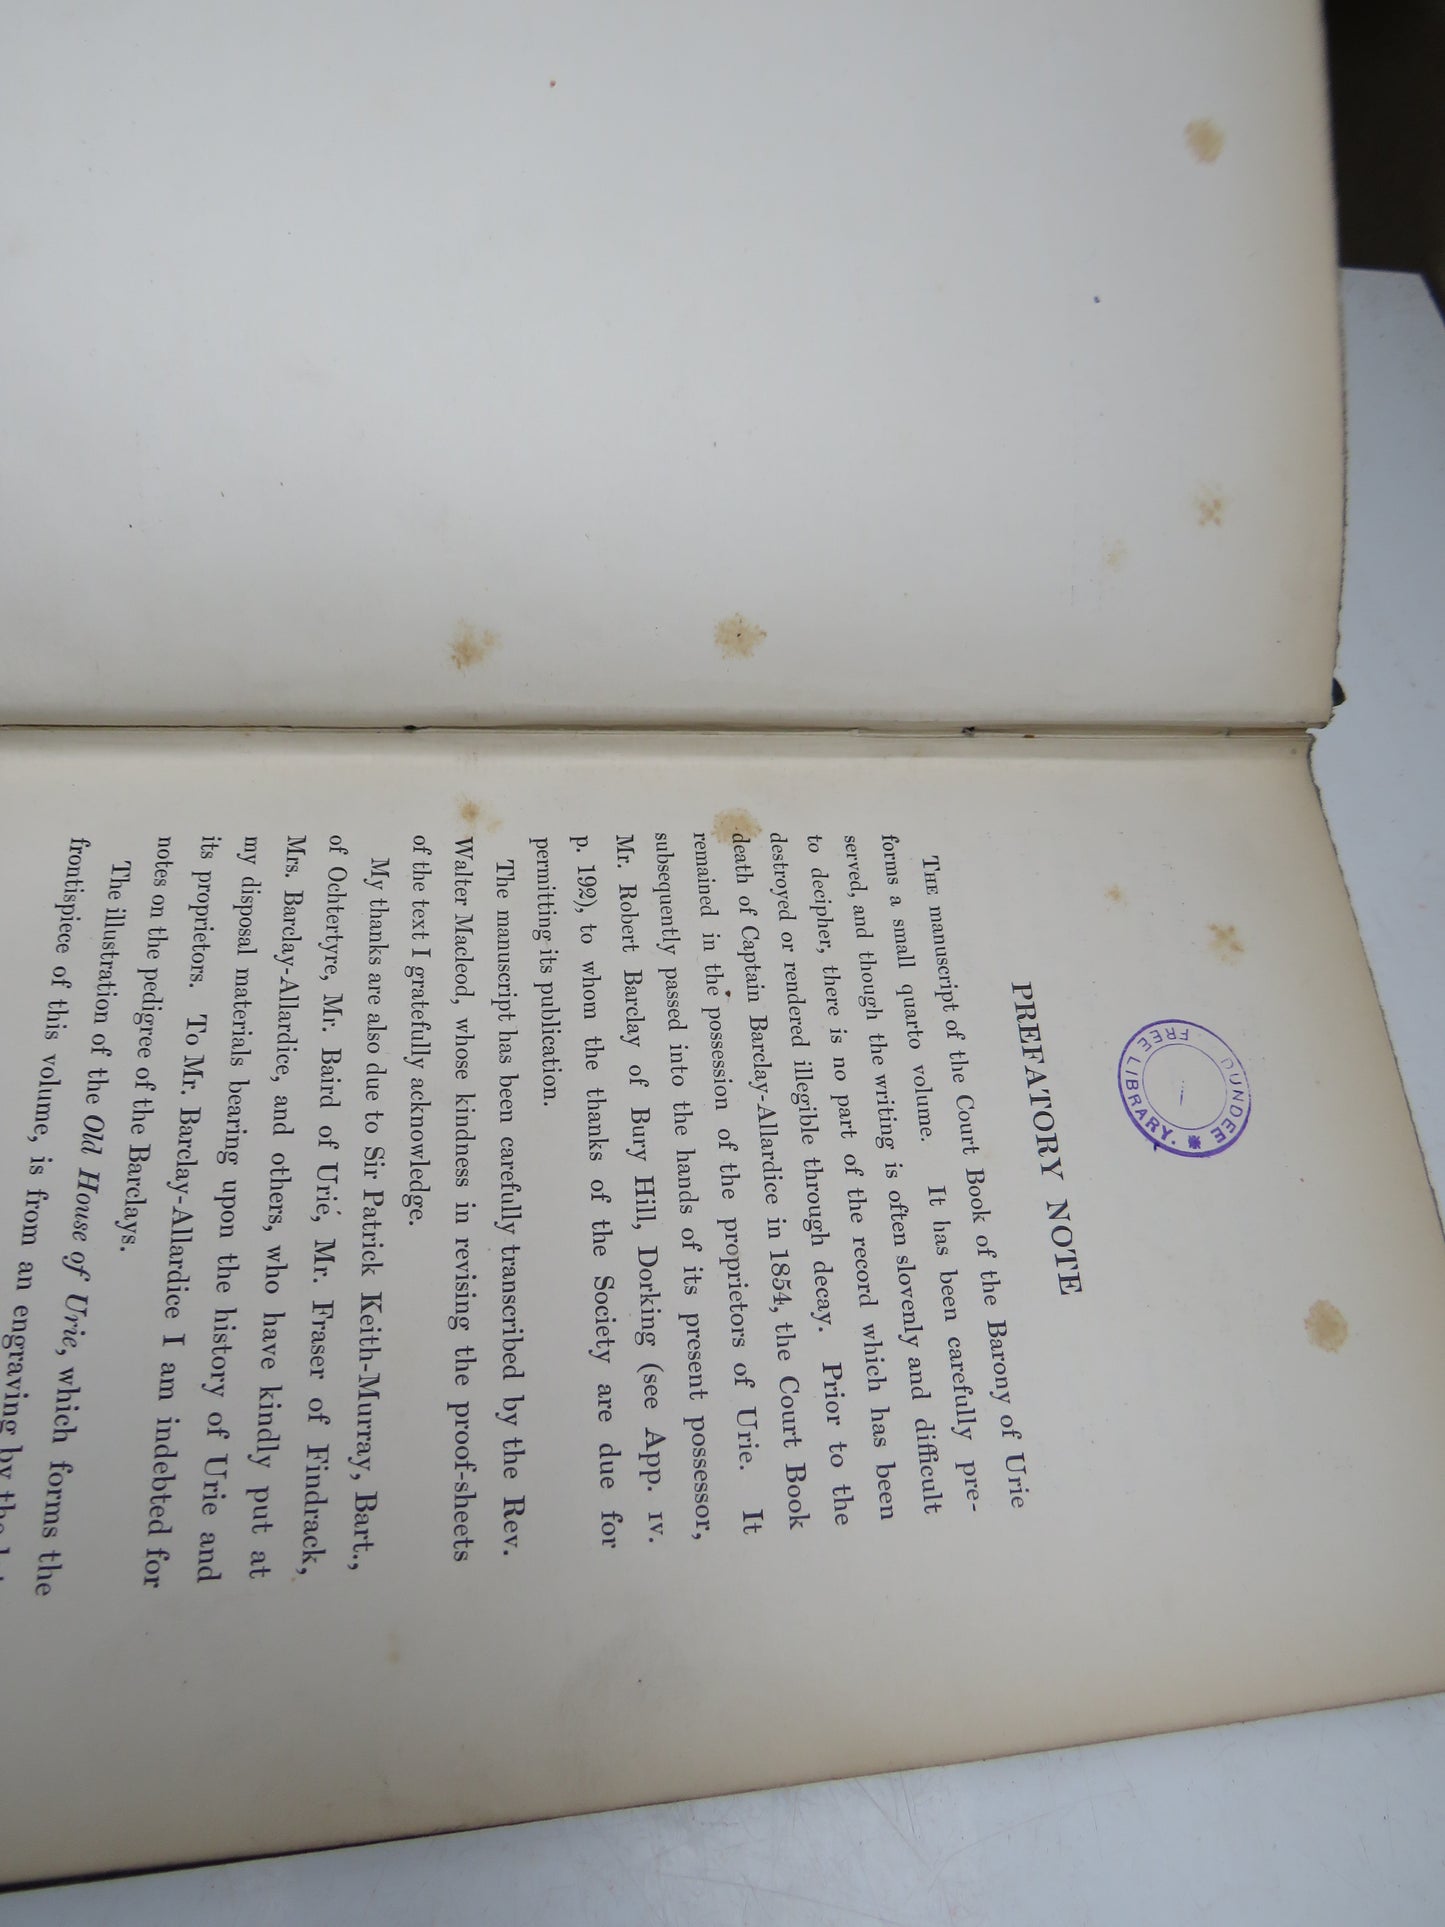 DUNDEE FREE LIBRARY.
PREFATORY NOTE
THE manuscript of the Court Book of the Barony of Urie
forms a small quarto volume. It has been carefully pre-
served, and though the writing is often slovenly and difficult
to decipher, there is no part of the record which has been
destroyed or rendered illegible through decay. Prior to the
death of Captain Barclay-Allardice in 1854, the Court Book
remained in the possession of the proprietors of Urie. It
subsequently passed into the hands of its present possessor,
Mr. Robert Barclay of Bury Hill, Dorking (see App. IV.
p. 192), to whom the thanks of the Society are due for
permitting its publication.
The manuscript has been carefully transcribed by the Rev.
Walter Macleod, whose kindness in revising the proof-sheets
of the text I gratefully acknowledge.
My thanks are also due to Sir Patrick Keith-Murray, Bart.,
of Ochtertyre, Mr. Baird of Urie, Mr. Fraser of Findrack,
Mrs. Barclay-Allardice, and others, who have kindly put at
my disposal materials bearing upon the history of Urie and
its proprietors. To Mr. Barclay-Allardice I am indebted for
notes on the pedigree of the Barclays.
The illustration of the Old House of Urie, which forms the
frontispiece of this volume, is from an engraving by the